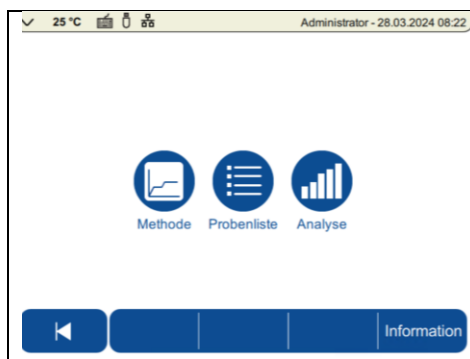 25 °C Administrator - 28.03.2024 08:22
Methode Probenliste Analyse
Information